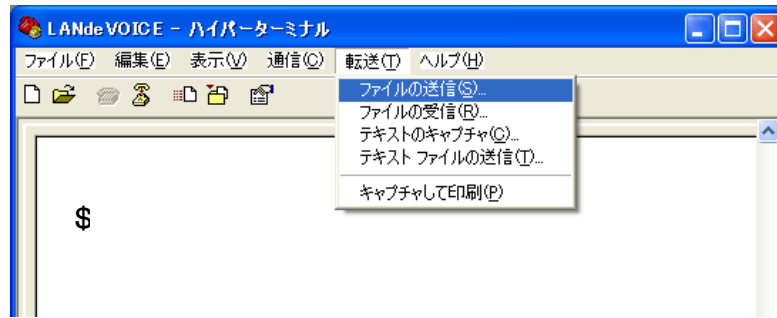 LANdeVOICE - ハイパーターミナル
ファイル(F) 編集(E) 表示(V) 通信(C) 転送(T) ヘルプ(H)
ファイルの送信(S)...
ファイルの受信(R)...
テキストのキャプチャ(C)...
テキスト ファイルの送信(T)...
キャプチャして印刷(P)
$